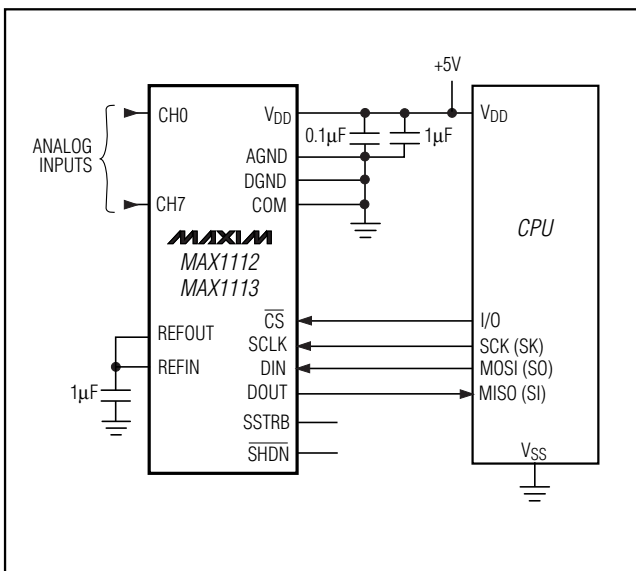 +5V
CH0
VDD
0.1µF
1µF
VDD
ANALOG
INPUTS
AGND
DGND
CH7
COM
MAXIM
CPU
MAX1112
MAX1113
CS
I/O
REFOUT
SCLK
SCK (SK)
REFIN
DIN
MOSI (SO)
1µF
DOUT
MISO (SI)
SSTRB
SHDN
VSS